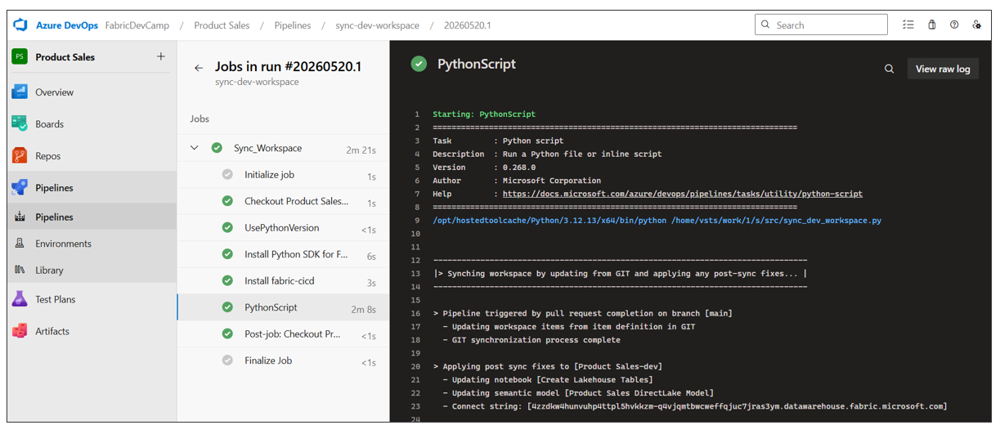 Azure DevOps FabricDevCamp / Product Sales / Pipelines / sync-dev-workspace / 20260520.1
Search
PS Product Sales +
Overview
Boards
Repos
Pipelines
Pipelines
Environments
Library
Test Plans
Artifacts
Jobs in run #20260520.1
sync-dev-workspace
Jobs
Sync_Workspace 2m 21s
Initialize job 1s
Checkout Product Sales... 1s
UsePythonVersion <1s
Install Python SDK for F... 6s
Install fabric-cicd 3s
PythonScript 2m 8s
Post-job: Checkout Pr... <1s
Finalize Job <1s
PythonScript
View raw log
1 Starting: PythonScript
2 ==============================================================================
3 Task         : Python script
4 Description  : Run a Python file or inline script
5 Version      : 0.268.0
6 Author       : Microsoft Corporation
7 Help         : https://docs.microsoft.com/azure/devops/pipelines/tasks/utility/python-script
8 ==============================================================================
9 /opt/hostedtoolcache/Python/3.12.13/x64/bin/python /home/vsts/work/1/s/src/sync_dev_workspace.py
10
11
12 --------------------------------------------------------------------------------
13 |> Synching workspace by updating from GIT and applying any post-sync fixes... |
14 --------------------------------------------------------------------------------
15
16 > Pipeline triggered by pull request completion on branch [main]
17   - Updating workspace items from item definition in GIT
18   - GIT synchronization process complete
19
20 > Applying post sync fixes to [Product Sales-dev]
21   - Updating notebook [Create Lakehouse Tables]
22   - Updating semantic model [Product Sales DirectLake Model]
23   - Connect string: [4zzdkw4hunvuhp4ttpl5hvkkzm-q4vjqmtbwcweffqjuc7jras3ym.datawarehouse.fabric.microsoft.com]
24